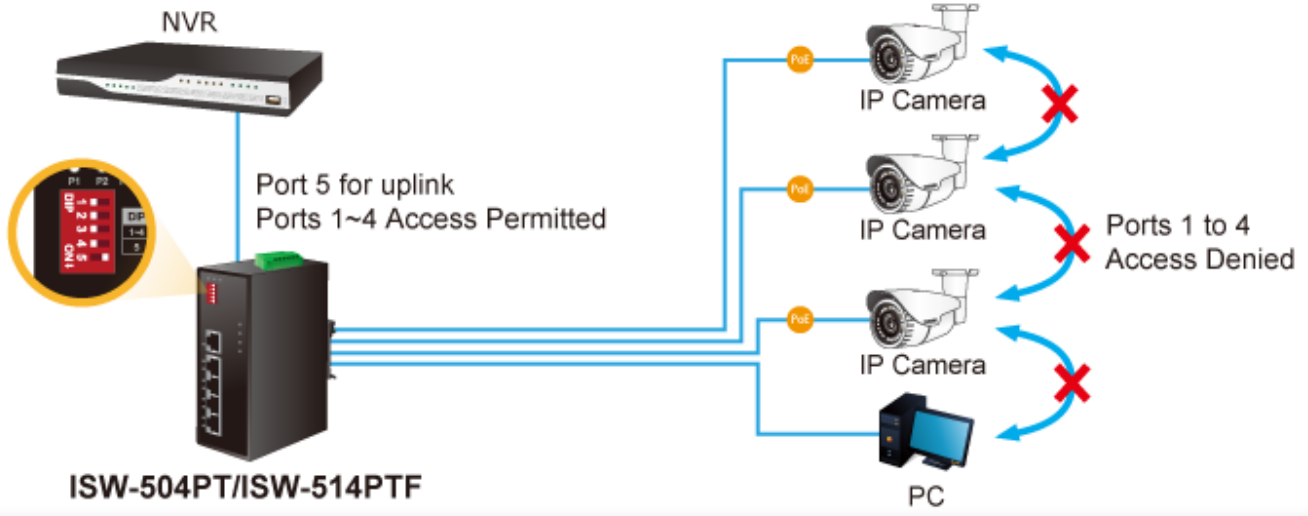 NVR
PoE
IP Camera
P1 P2
DIP
1
2
3
4
5
ON
DIP
1~4
5
Port 5 for uplink
Ports 1~4 Access Permitted
PoE
IP Camera
Ports 1 to 4
Access Denied
PoE
IP Camera
ISW-504PT/ISW-514PTF
PC